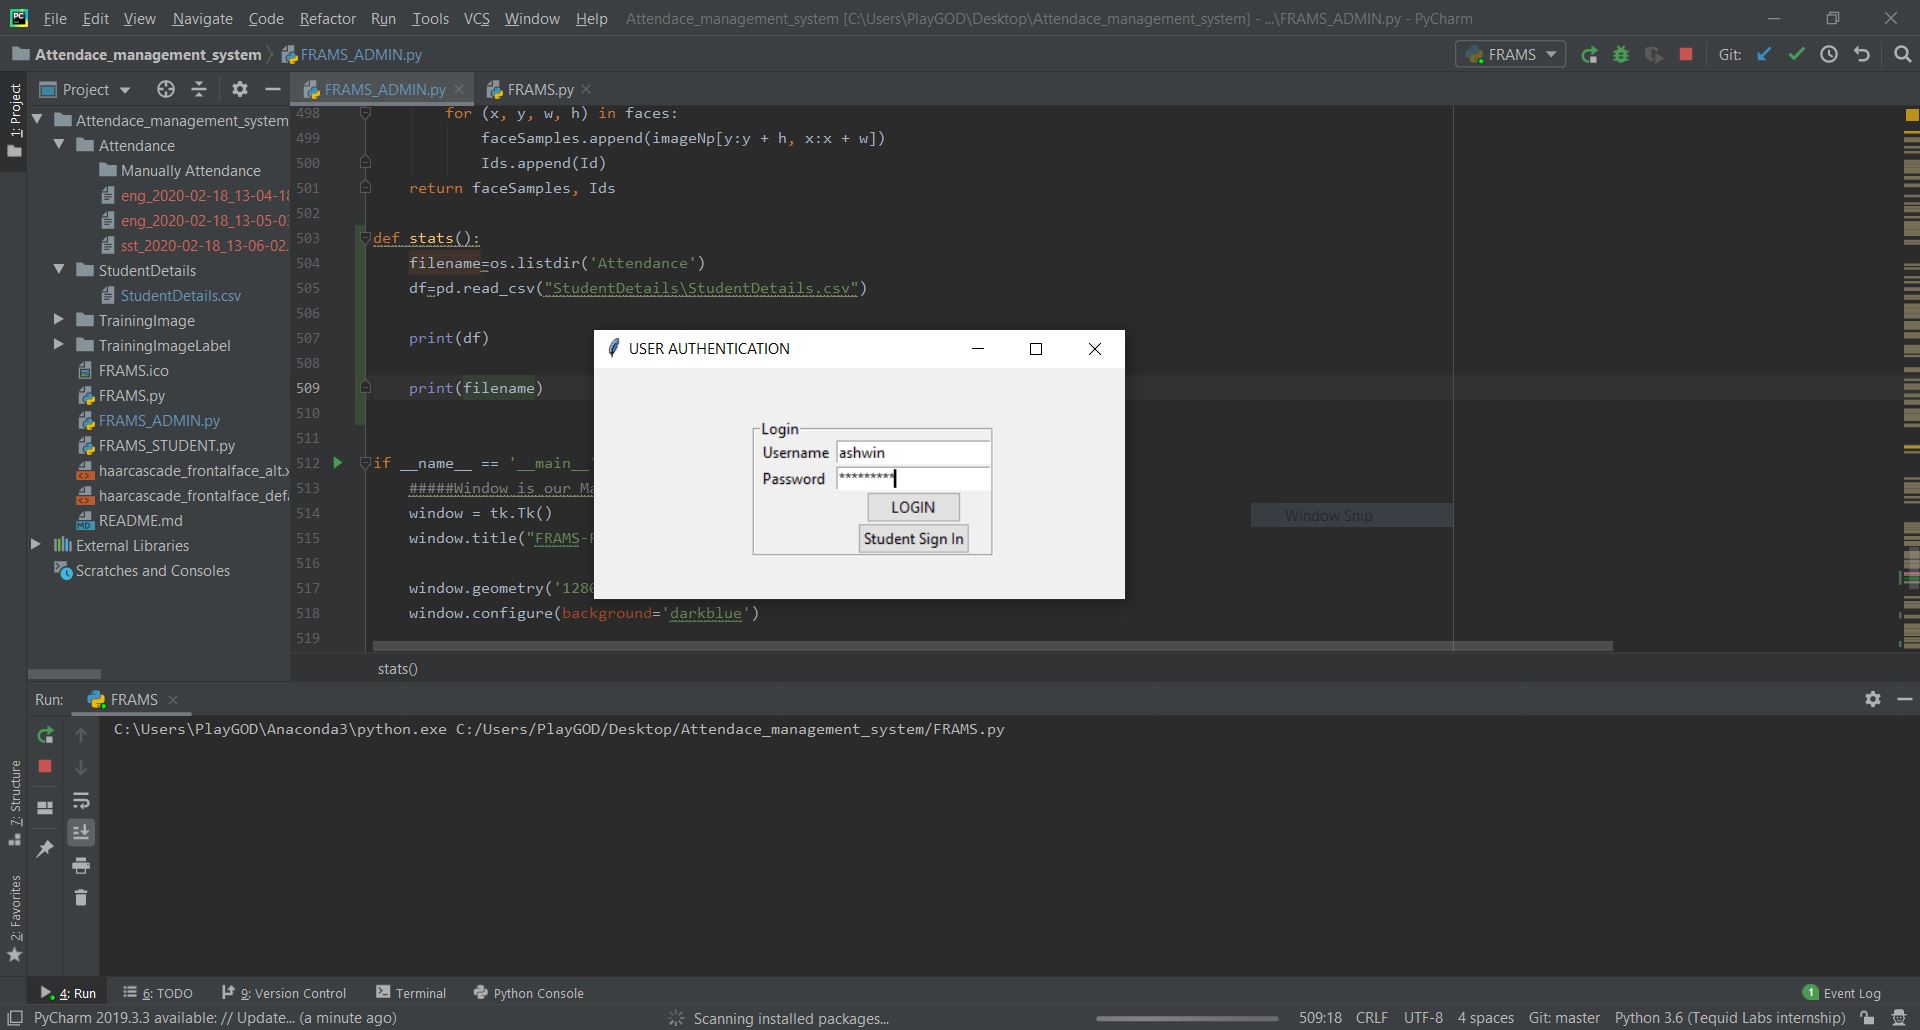 File Edit View Navigate Code Refactor Run Tools VCS Window Help Attendace_management_system [C:\Users\PlayGOD\Desktop\Attendace_management_system] - ...\FRAMS_ADMIN.py - PyCharm
Attendace_management_system FRAMS_ADMIN.py FRAMS Git:
1: Project
Project
FRAMS_ADMIN.py FRAMS.py
Attendace_management_system
Attendance
Manually Attendance
eng_2020-02-18_13-04-18
eng_2020-02-18_13-05-03
sst_2020-02-18_13-06-02.
StudentDetails
StudentDetails.csv
TrainingImage
TrainingImageLabel
FRAMS.ico
FRAMS.py
FRAMS_ADMIN.py
FRAMS_STUDENT.py
haarcascade_frontalface_alt.x
haarcascade_frontalface_defa
README.md
External Libraries
Scratches and Consoles
498 for (x, y, w, h) in faces:
499 faceSamples.append(imageNp[y:y + h, x:x + w])
500 Ids.append(Id)
501 return faceSamples, Ids
502
503 def stats():
504 filename=os.listdir('Attendance')
505 df=pd.read_csv("StudentDetails\StudentDetails.csv")
506
507 print(df)
508
509 print(filename)
510
511
512 if __name__ == '__main__'
513 #####Window is our Ma
514 window = tk.Tk()
515 window.title("FRAMS-F
516
517 window.geometry('1280
518 window.configure(background='darkblue')
519
stats()
USER AUTHENTICATION
Login
Username ashwin
Password *********
LOGIN
Student Sign In
Window Snip
Run: FRAMS
C:\Users\PlayGOD\Anaconda3\python.exe C:/Users/PlayGOD/Desktop/Attendace_management_system/FRAMS.py
7: Structure
2: Favorites
4: Run 6: TODO 9: Version Control Terminal Python Console 1 Event Log
PyCharm 2019.3.3 available: // Update... (a minute ago) Scanning installed packages... 509:18 CRLF UTF-8 4 spaces Git: master Python 3.6 (Tequid Labs internship)